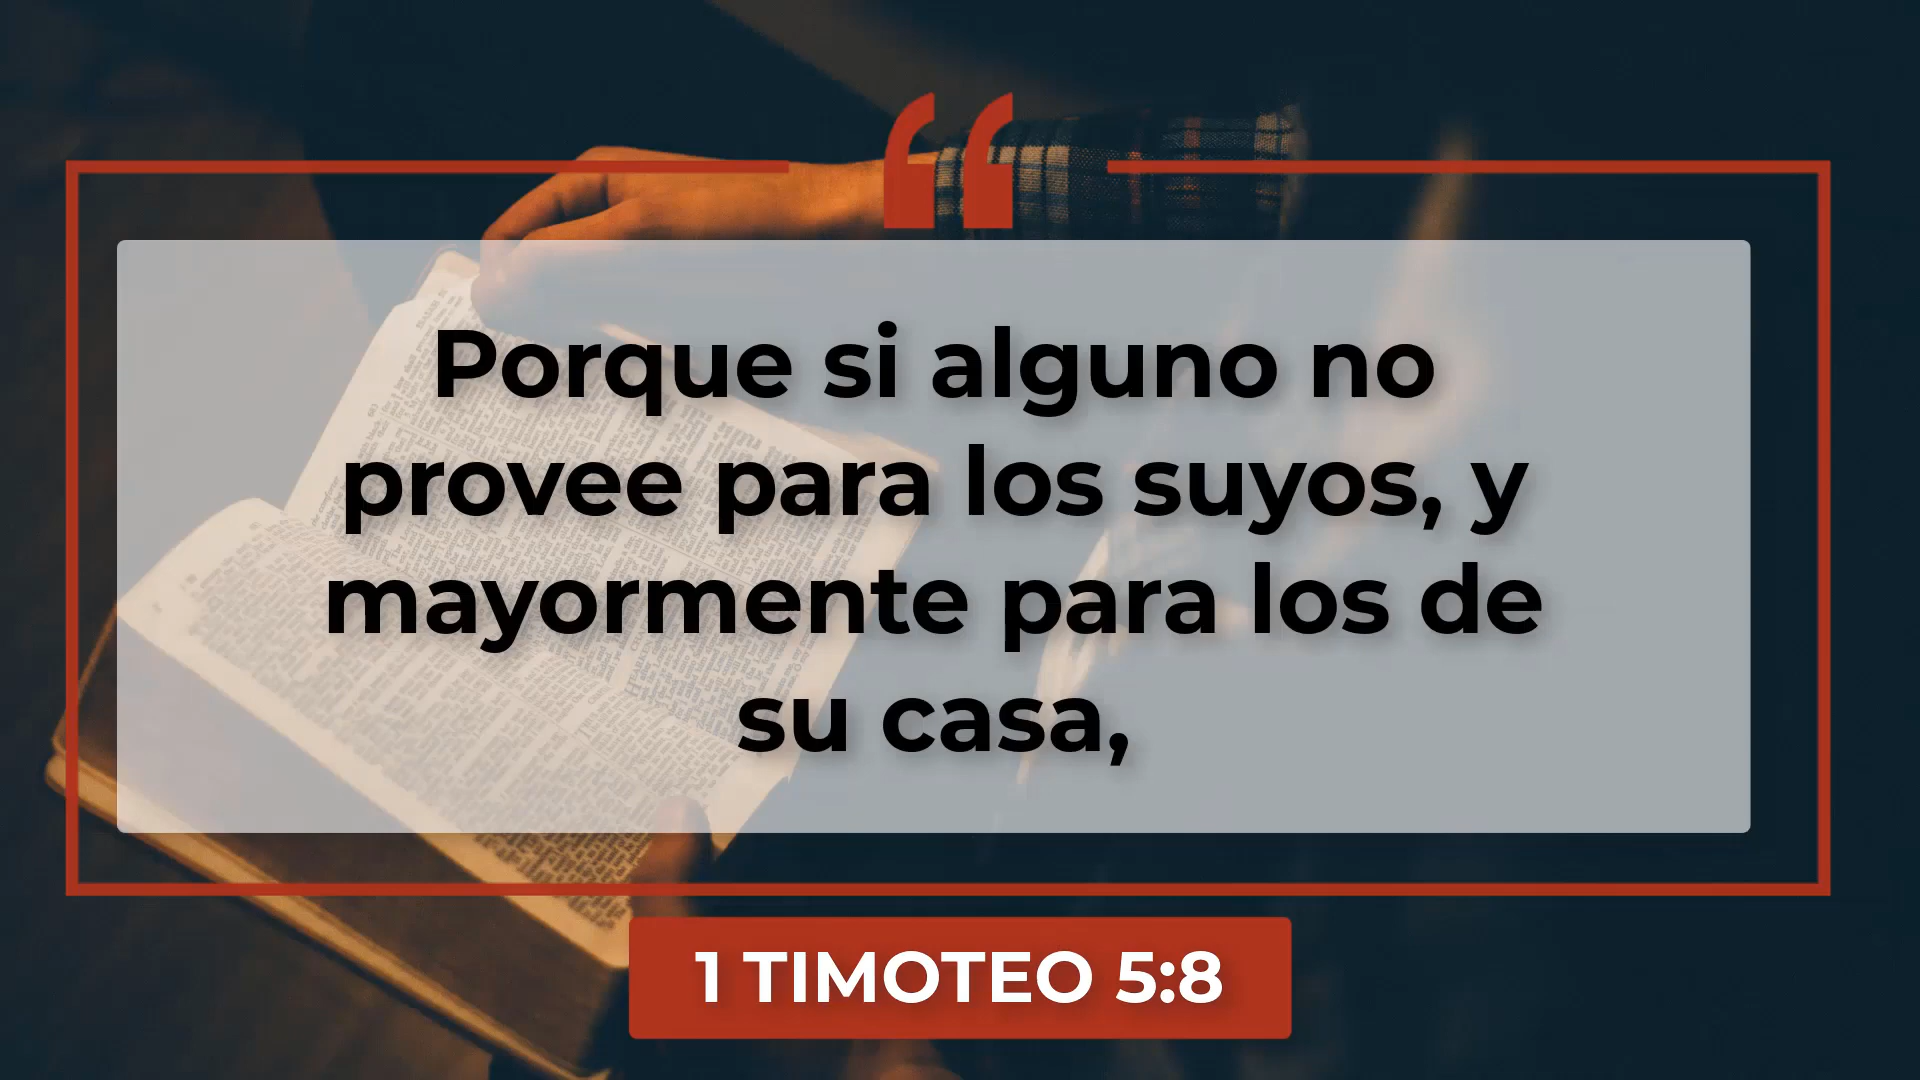 Porque si alguno no
provee para los suyos, y
mayormente para los de
su casa,
1 TIMOTEO 5:8